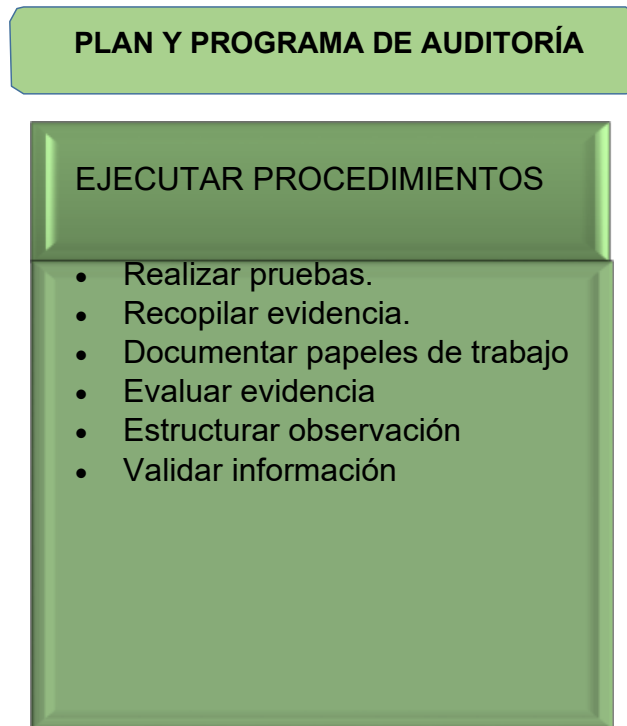 PLAN Y PROGRAMA DE AUDITORÍA
EJECUTAR PROCEDIMIENTOS
• Realizar pruebas.
• Recopilar evidencia.
• Documentar papeles de trabajo
• Evaluar evidencia
• Estructurar observación
• Validar información